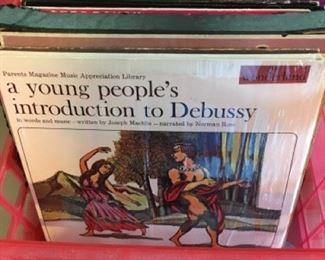 Parents Magazine Music Appreciation Library
wonderland
a young people's
introduction to Debussy
in words and music—written by Joseph Machlis—narrated by Norman Rose